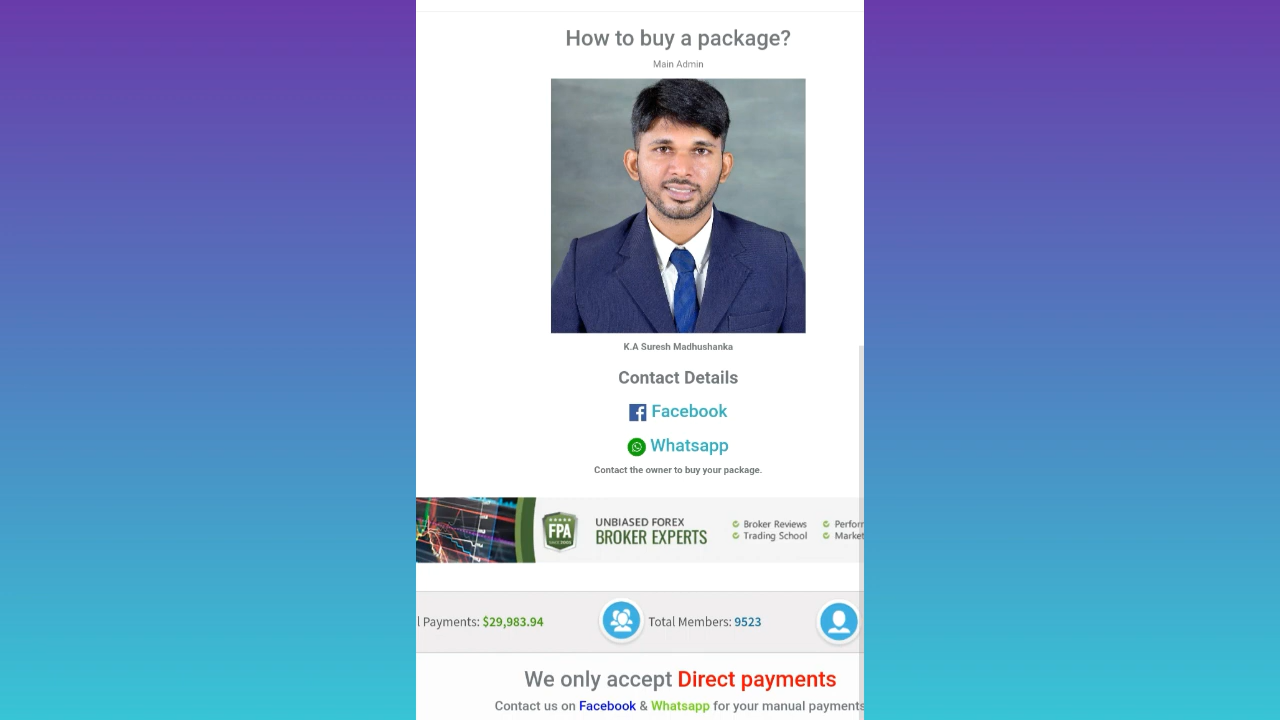 How to buy a package?
Main Admin
K.A Suresh Madhushanka
Contact Details
Facebook
Whatsapp
Contact the owner to buy your package.
FPA
UNBIASED FOREX
BROKER EXPERTS
Broker Reviews
Perfor
Trading School
Market
l Payments: $29,983.94
Total Members: 9523
We only accept Direct payments
Contact us on Facebook & Whatsapp for your manual payments